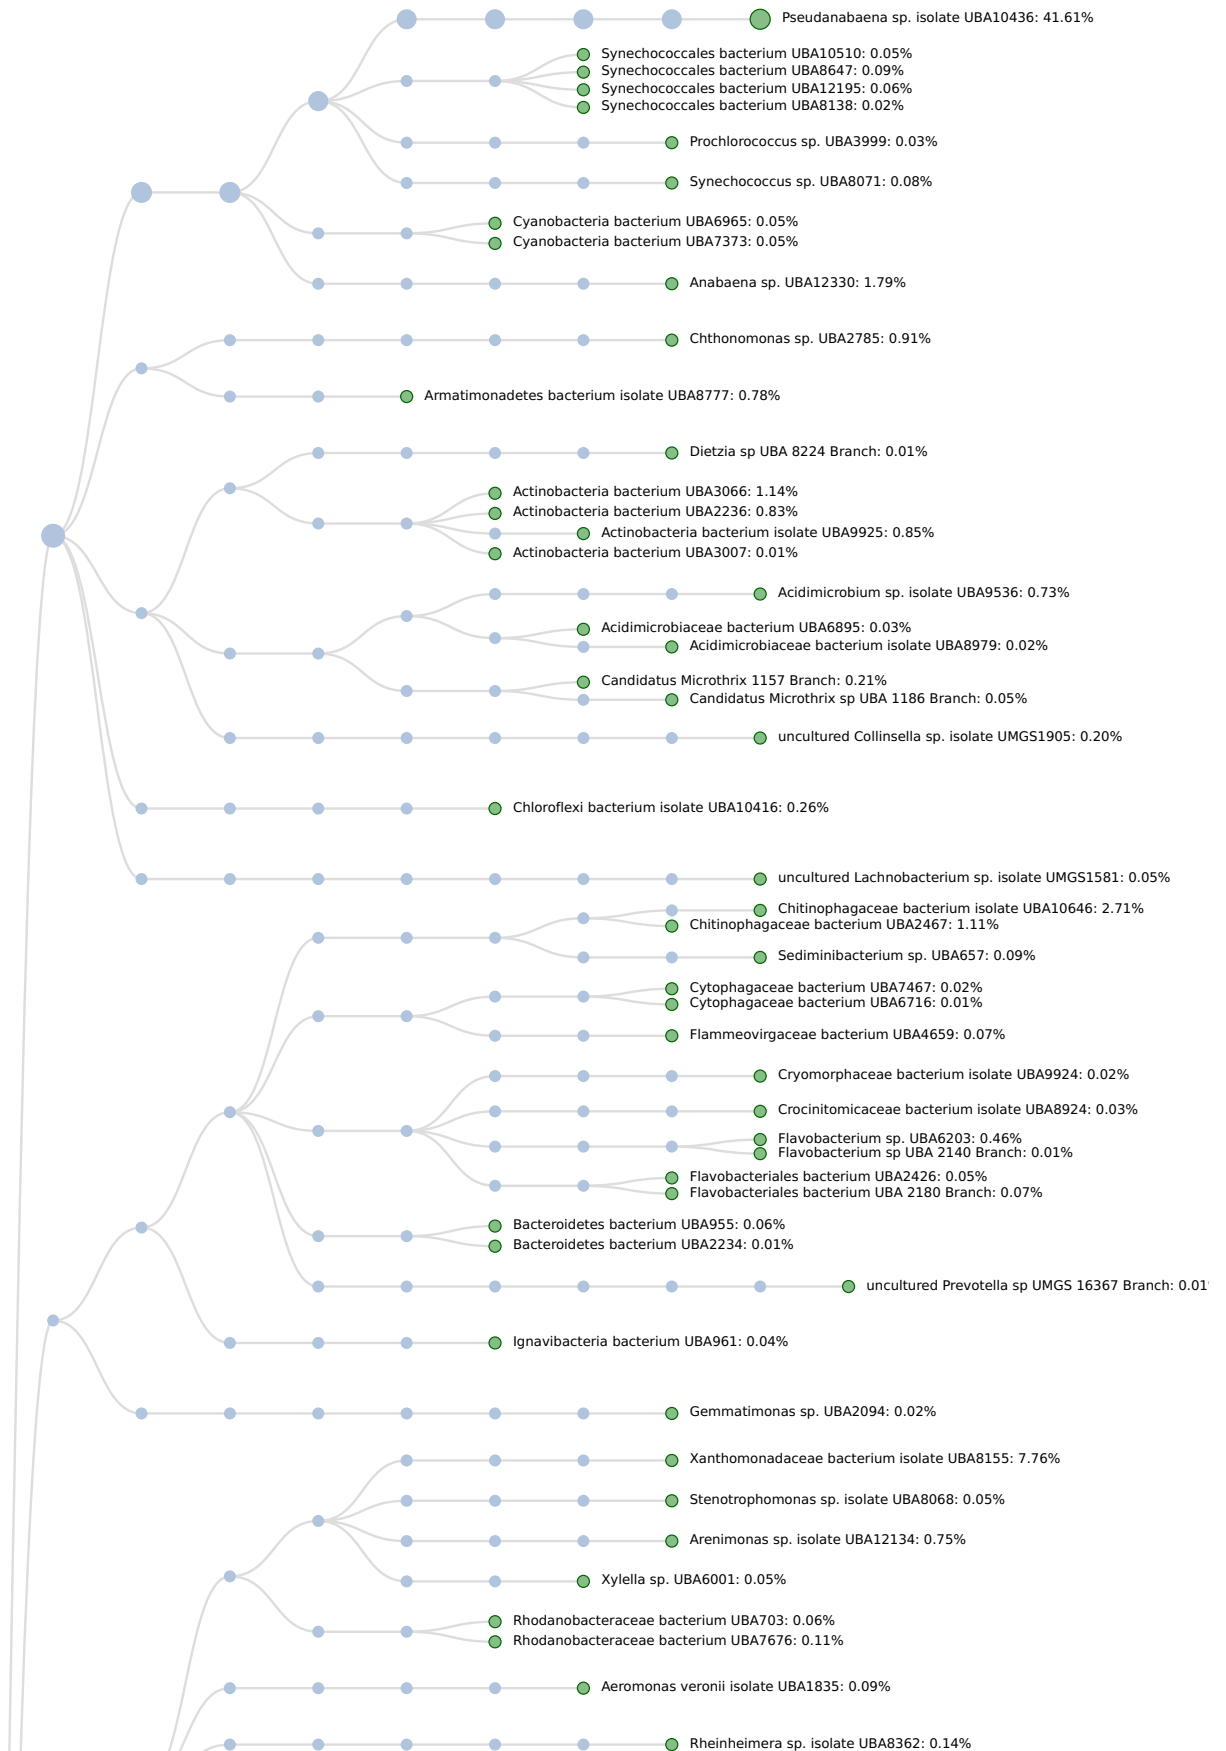 Pseudanabaena sp. isolate UBA10436: 41.61%
Synechococcales bacterium UBA10510: 0.05%
Synechococcales bacterium UBA8647: 0.09%
Synechococcales bacterium UBA12195: 0.06%
Synechococcales bacterium UBA8138: 0.02%
Prochlorococcus sp. UBA3999: 0.03%
Synechococcus sp. UBA8071: 0.08%
Cyanobacteria bacterium UBA6965: 0.05%
Cyanobacteria bacterium UBA7373: 0.05%
Anabaena sp. UBA12330: 1.79%
Chthonomonas sp. UBA2785: 0.91%
Armatimonadetes bacterium isolate UBA8777: 0.78%
Dietzia sp UBA 8224 Branch: 0.01%
Actinobacteria bacterium UBA3066: 1.14%
Actinobacteria bacterium UBA2236: 0.83%
Actinobacteria bacterium isolate UBA9925: 0.85%
Actinobacteria bacterium UBA3007: 0.01%
Acidimicrobium sp. isolate UBA9536: 0.73%
Acidimicrobiaceae bacterium UBA6895: 0.03%
Acidimicrobiaceae bacterium isolate UBA8979: 0.02%
Candidatus Microthrix 1157 Branch: 0.21%
Candidatus Microthrix sp UBA 1186 Branch: 0.05%
uncultured Collinsella sp. isolate UMGS1905: 0.20%
Chloroflexi bacterium isolate UBA10416: 0.26%
uncultured Lachnobacterium sp. isolate UMGS1581: 0.05%
Chitinophagaceae bacterium isolate UBA10646: 2.71%
Chitinophagaceae bacterium UBA2467: 1.11%
Sediminibacterium sp. UBA657: 0.09%
Cytophagaceae bacterium UBA7467: 0.02%
Cytophagaceae bacterium UBA6716: 0.01%
Flammeovirgaceae bacterium UBA4659: 0.07%
Cryomorphaceae bacterium isolate UBA9924: 0.02%
Crocinitomicaceae bacterium isolate UBA8924: 0.03%
Flavobacterium sp. UBA6203: 0.46%
Flavobacterium sp UBA 2140 Branch: 0.01%
Flavobacteriales bacterium UBA2426: 0.05%
Flavobacteriales bacterium UBA 2180 Branch: 0.07%
Bacteroidetes bacterium UBA955: 0.06%
Bacteroidetes bacterium UBA2234: 0.01%
uncultured Prevotella sp UMGS 16367 Branch: 0.01
Ignavibacteria bacterium UBA961: 0.04%
Gemmatimonas sp. UBA2094: 0.02%
Xanthomonadaceae bacterium isolate UBA8155: 7.76%
Stenotrophomonas sp. isolate UBA8068: 0.05%
Arenimonas sp. isolate UBA12134: 0.75%
Xylella sp. UBA6001: 0.05%
Rhodanobacteraceae bacterium UBA703: 0.06%
Rhodanobacteraceae bacterium UBA7676: 0.11%
Aeromonas veronii isolate UBA1835: 0.09%
Rheinheimera sp. isolate UBA8362: 0.14%